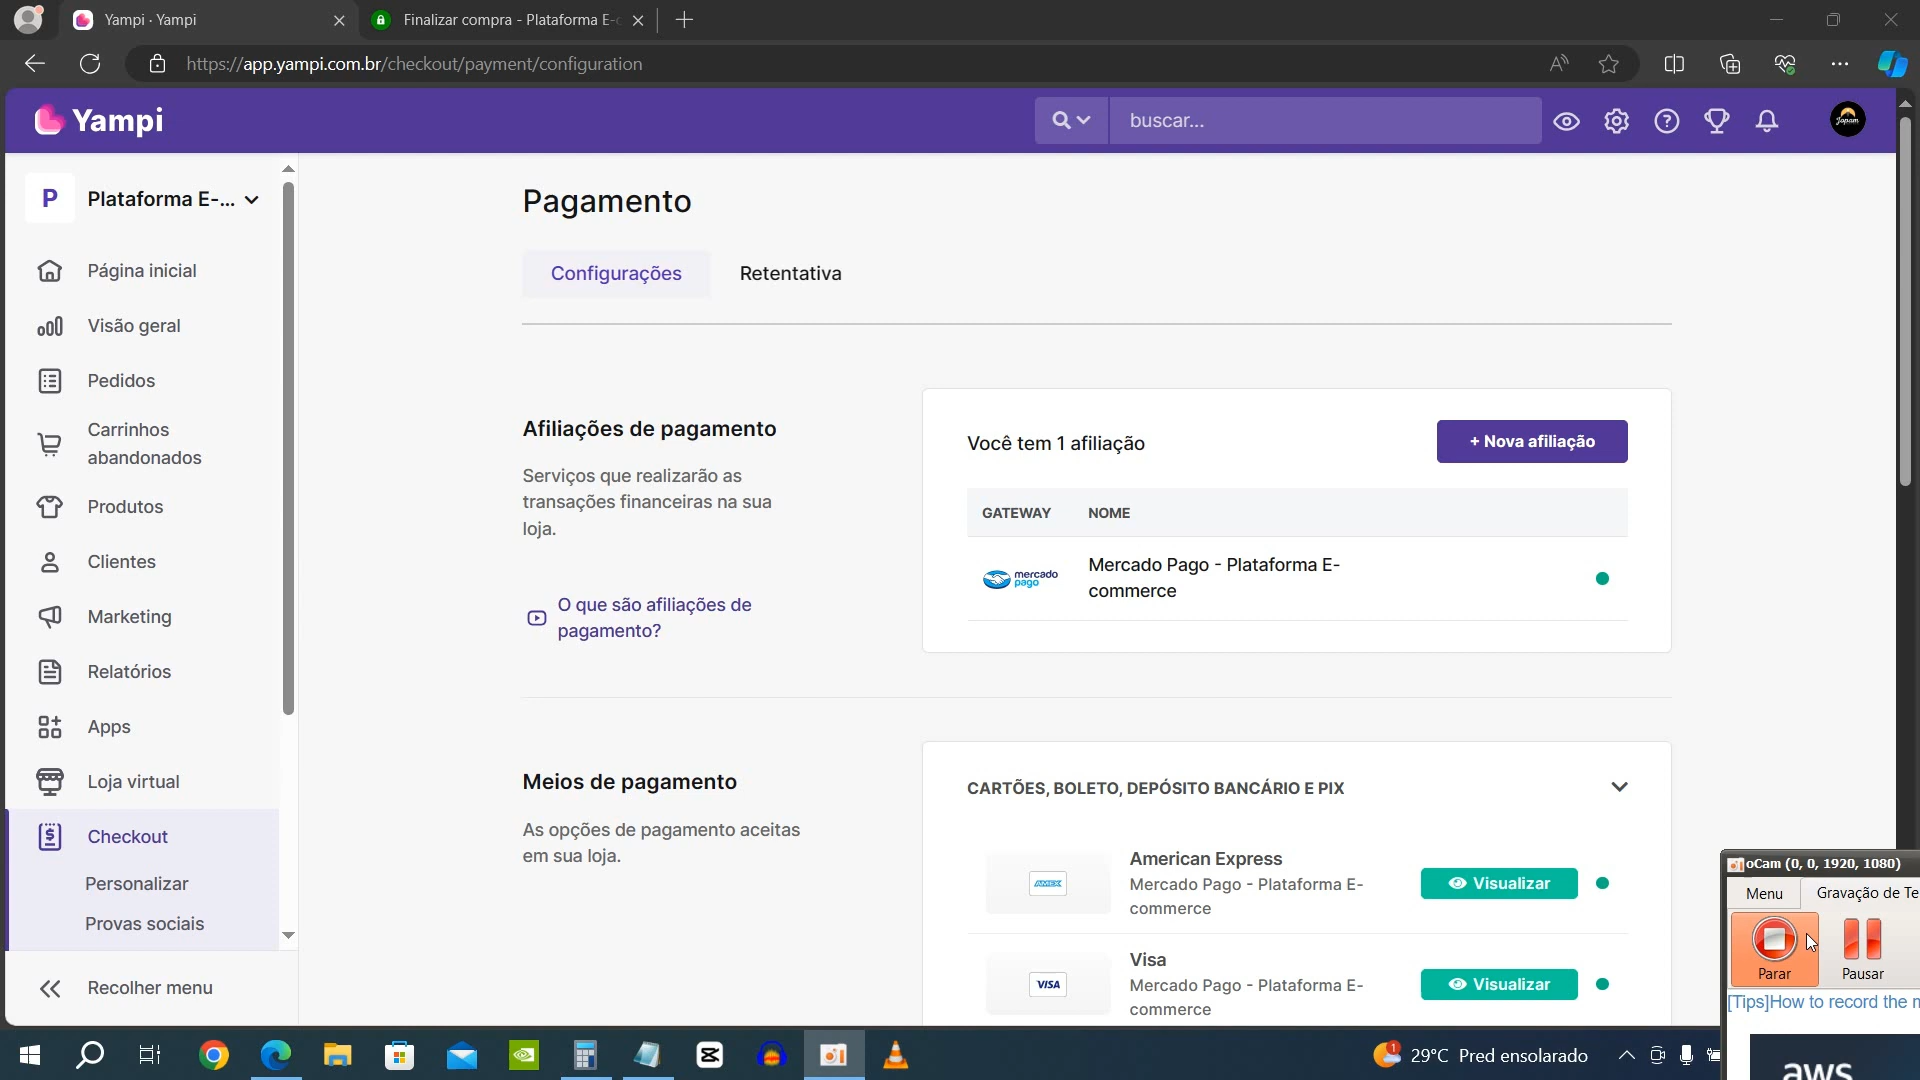 Yampi · Yampi
Finalizar compra - Plataforma E-c
https://app.yampi.com.br/checkout/payment/configuration
Yampi
buscar...
Japam
P
Plataforma E-...
Página inicial
Visão geral
Pedidos
Carrinhos
abandonados
Produtos
Clientes
Marketing
Relatórios
Apps
Loja virtual
Checkout
Personalizar
Provas sociais
Recolher menu
Pagamento
Configurações
Retentativa
Afiliações de pagamento
Serviços que realizarão as
transações financeiras na sua
loja.
O que são afiliações de
pagamento?
Você tem 1 afiliação
+ Nova afiliação
GATEWAY NOME
mercado
pago
Mercado Pago - Plataforma E-
commerce
Meios de pagamento
As opções de pagamento aceitas
em sua loja.
CARTÕES, BOLETO, DEPÓSITO BANCÁRIO E PIX
AMEX
American Express
Mercado Pago - Plataforma E-
commerce
Visualizar
VISA
Visa
Mercado Pago - Plataforma E-
commerce
Visualizar
oCam (0, 0, 1920, 1080)
Menu
Gravação de Te
Parar
Pausar
[Tips]How to record the n
aws
1
29°C Pred ensolarado